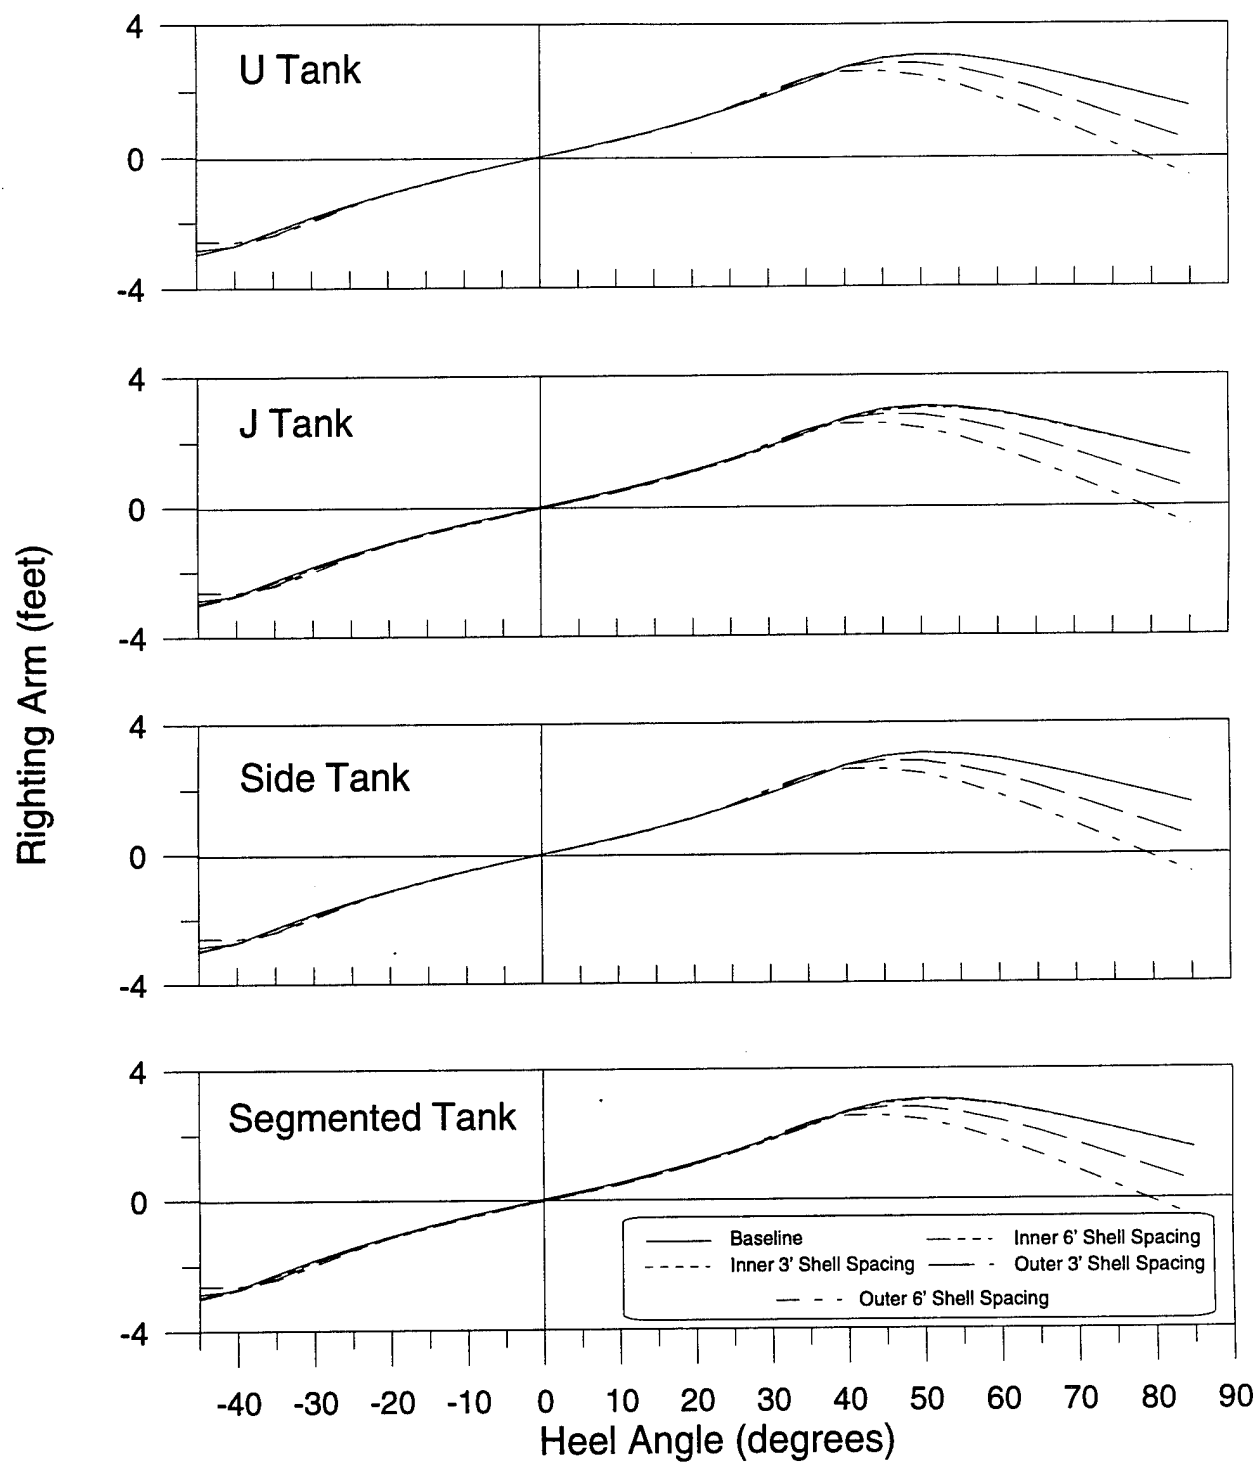 4
U Tank
0
-4
4
J Tank
0
-4
Righting Arm (feet)
4
Side Tank
0
-4
4
Segmented Tank
0
Baseline
Inner 6' Shell Spacing
Inner 3' Shell Spacing
Outer 3' Shell Spacing
Outer 6' Shell Spacing
-4
-40 -30 -20 -10 0 10 20 30 40 50 60 70 80 90
Heel Angle (degrees)